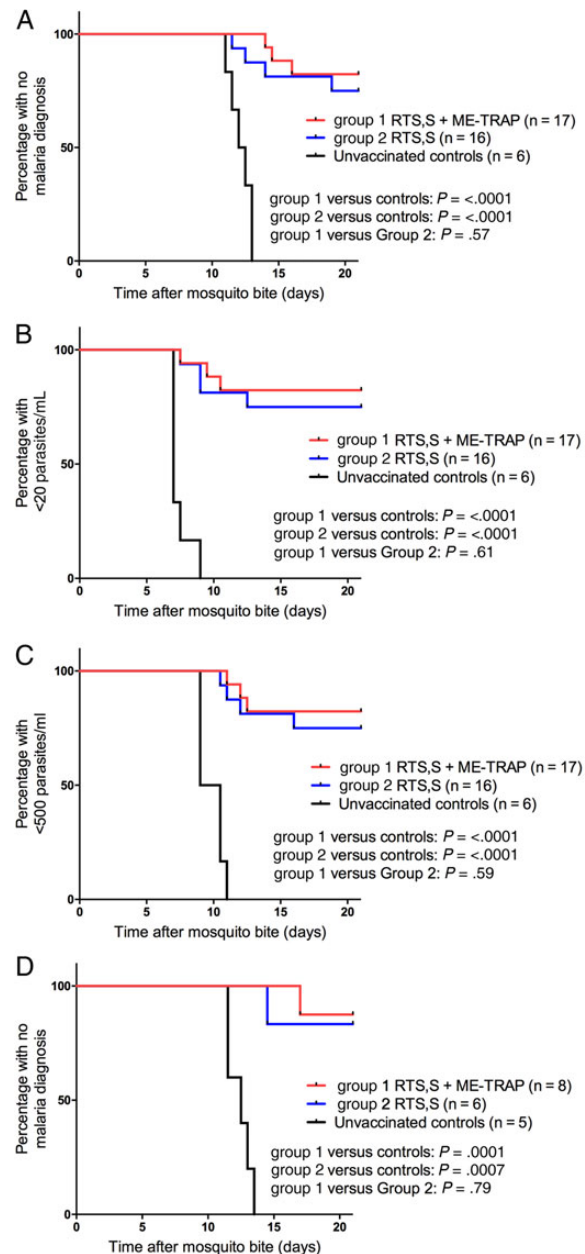 A
Percentage with no
malaria diagnosis
100
50
0
group 1 RTS,S + ME-TRAP (n = 17)
group 2 RTS,S (n = 16)
Unvaccinated controls (n = 6)
group 1 versus controls: P = <.0001
group 2 versus controls: P = <.0001
group 1 versus Group 2: P = .57
0 5 10 15 20
Time after mosquito bite (days)
B
Percentage with
<20 parasites/mL
100
50
0
group 1 RTS,S + ME-TRAP (n = 17)
group 2 RTS,S (n = 16)
Unvaccinated controls (n = 6)
group 1 versus controls: P = <.0001
group 2 versus controls: P = <.0001
group 1 versus Group 2: P = .61
0 5 10 15 20
Time after mosquito bite (days)
C
Percentage with
<500 parasites/ml
100
50
0
group 1 RTS,S + ME-TRAP (n = 17)
group 2 RTS,S (n = 16)
Unvaccinated controls (n = 6)
group 1 versus controls: P = <.0001
group 2 versus controls: P = <.0001
group 1 versus Group 2: P = .59
0 5 10 15 20
Time after mosquito bite (days)
D
Percentage with no
malaria diagnosis
100
50
0
group 1 RTS,S + ME-TRAP (n = 8)
group 2 RTS,S (n = 6)
Unvaccinated controls (n = 5)
group 1 versus controls: P = .0001
group 2 versus controls: P = .0007
group 1 versus Group 2: P = .79
0 5 10 15 20
Time after mosquito bite (days)